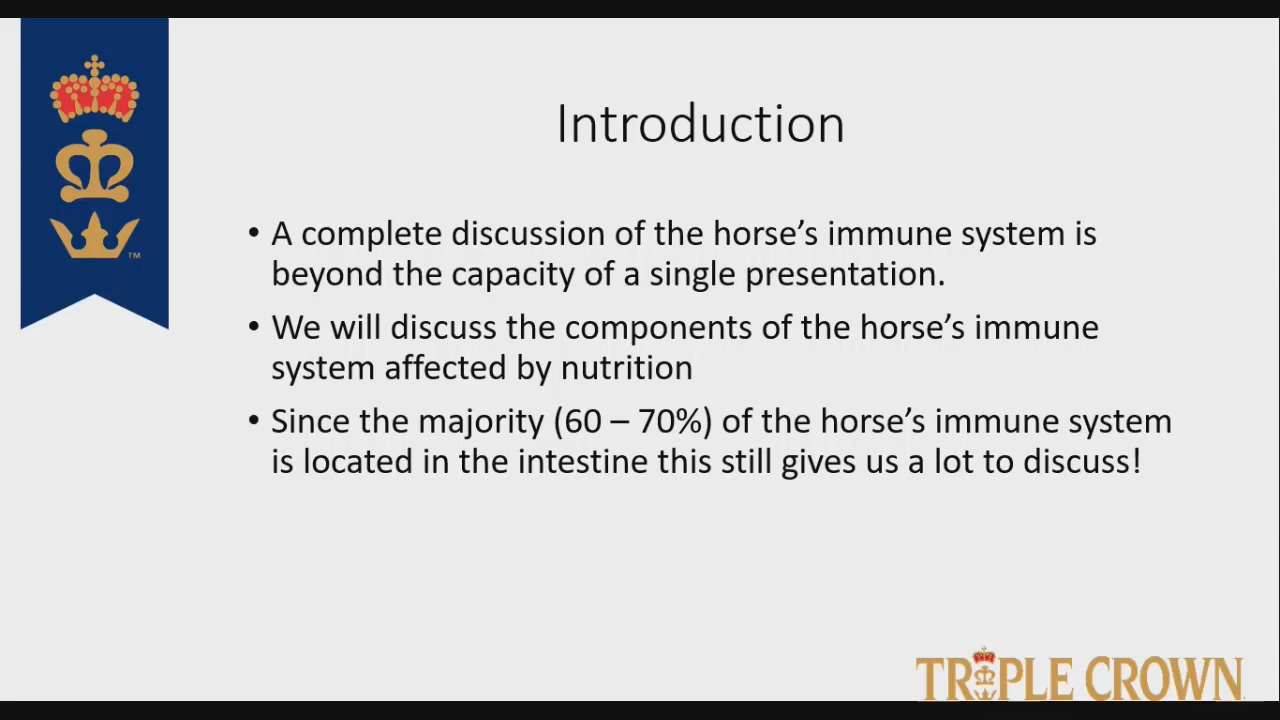 Introduction
• A complete discussion of the horse’s immune system is
beyond the capacity of a single presentation.
• We will discuss the components of the horse’s immune
system affected by nutrition
• Since the majority (60 – 70%) of the horse’s immune system
is located in the intestine this still gives us a lot to discuss!
TM
TRIPLE CROWN